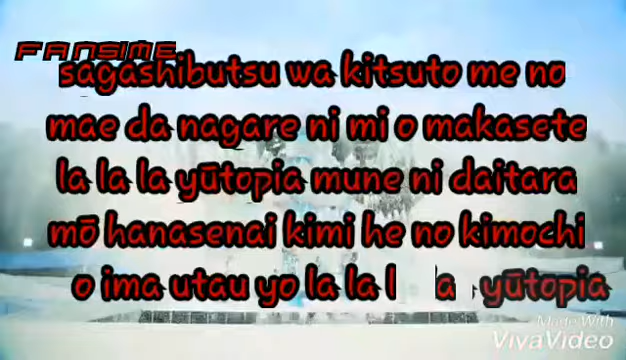 FANSIME
sagashibutsu wa kitsuto me no
mae da nagare ni mi o makasete
la la la yūtopia mune ni daitara
mō hanasenai kimi he no kimochi
o ima utau yo la la l a , yūtopia
Made With
VivaVideo